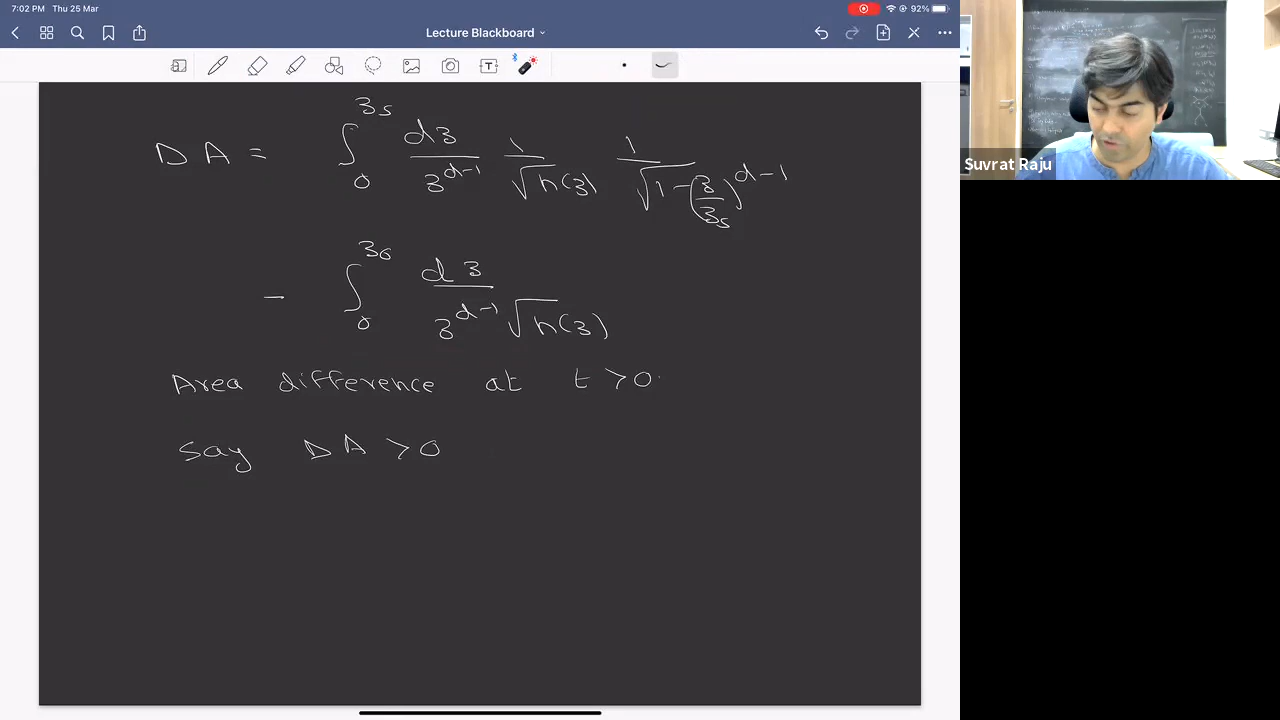 7:02 PM Thu 25 Mar
92%
Lecture Blackboard
T
Suvrat Raju
ΔA = ∫₀^{z_s} dz/z^{d-1} 1/√h(z) 1/√(1-(z/z_s)^{d-1})
- ∫₀^{z_0} dz/(z^{d-1} √h(z))
Area difference at t > 0.
Say ΔA > 0